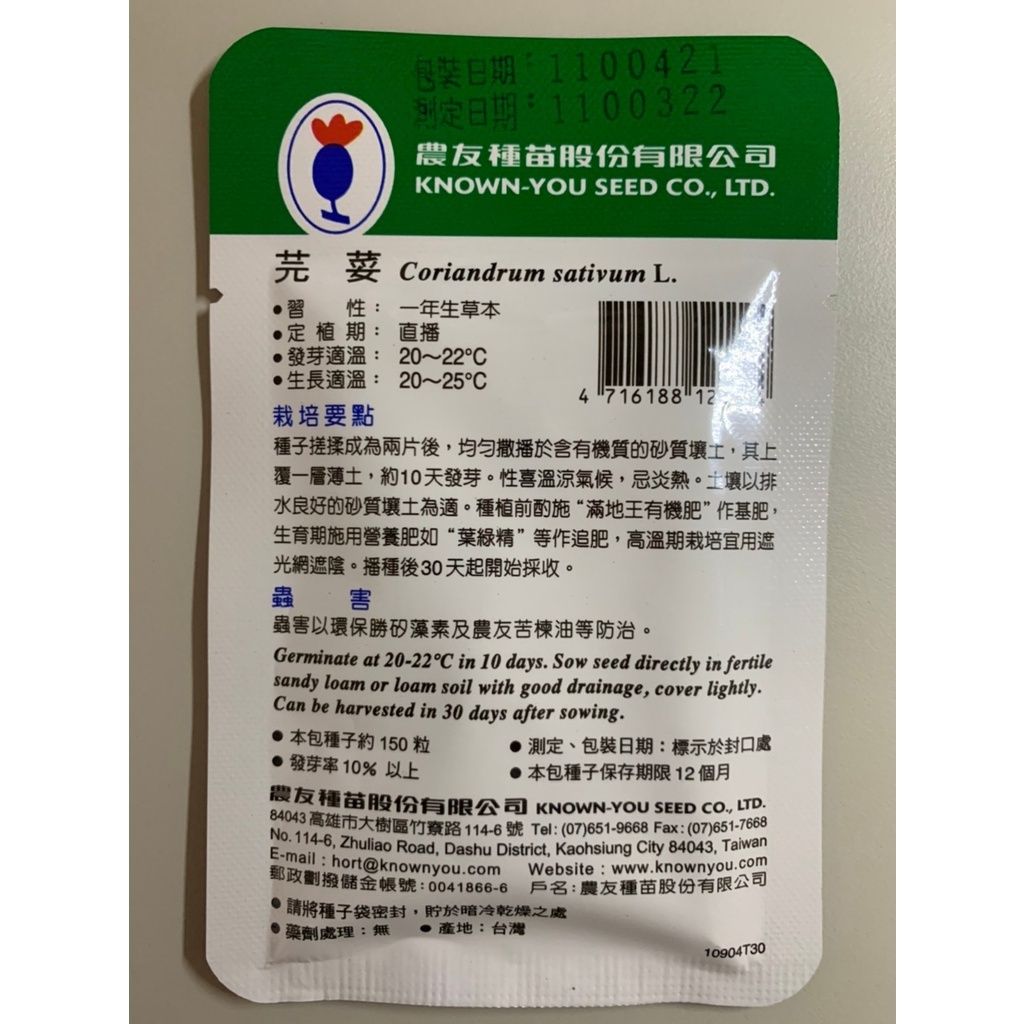 包裝日期：1100421
測定日期：1100322
農友種苗股份有限公司
KNOWN-YOU SEED CO., LTD.
芫荽 Coriandrum sativum L.
●習性：一年生草本
●定植期：直播
●發芽適溫：20～22℃
●生長適溫：20～25℃
4 716188 12
栽培要點
種子搓揉成為兩片後，均勻撒播於含有機質的砂質壤土，其上
覆一層薄土，約10天發芽。性喜溫涼氣候，忌炎熱。土壤以排
水良好的砂質壤土為適。種植前酌施“滿地王有機肥”作基肥，
生育期施用營養肥如“葉綠精”等作追肥，高溫期栽培宜用遮
光網遮陰。播種後30天起開始採收。
蟲害
蟲害以環保勝矽藻素及農友苦楝油等防治。
Germinate at 20-22℃ in 10 days. Sow seed directly in fertile
sandy loam or loam soil with good drainage, cover lightly.
Can be harvested in 30 days after sowing.
●本包種子約150粒 ●測定、包裝日期：標示於封口處
●發芽率10%以上 ●本包種子保存期限12個月
農友種苗股份有限公司 KNOWN-YOU SEED CO., LTD.
84043高雄市大樹區竹寮路114-6號 Tel: (07)651-9668 Fax: (07)651-7668
No. 114-6, Zhuliao Road, Dashu District, Kaohsiung City 84043, Taiwan
E-mail : hort@knownyou.com Website : www.knownyou.com
郵政劃撥儲金帳號：0041866-6 戶名：農友種苗股份有限公司
●請將種子袋密封，貯於暗冷乾燥之處
●藥劑處理：無 ●產地：台灣
10904T30